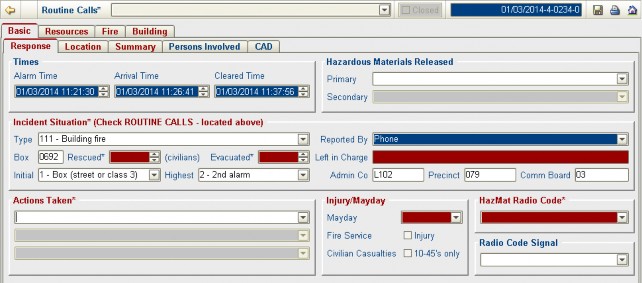 Routine Calls* Closed 01/03/2014-4-0234-0
Basic Resources Fire Building
Response Location Summary Persons Involved CAD
Times
Alarm Time Arrival Time Cleared Time
01/03/2014 11:21:30 01/03/2014 11:26:41 01/03/2014 11:37:56
Hazardous Materials Released
Primary
Secondary
Incident Situation* (Check ROUTINE CALLS - located above)
Type 111 - Building fire Reported By Phone
Box 0692 Rescued* (civilians) Evacuated* Left in Charge
Initial 1 - Box (street or class 3) Highest 2 - 2nd alarm Admin Co L102 Precinct 079 Comm Board 03
Actions Taken*
Injury/Mayday
Mayday
Fire Service Injury
Civilian Casualties 10-45's only
HazMat Radio Code*
Radio Code Signal